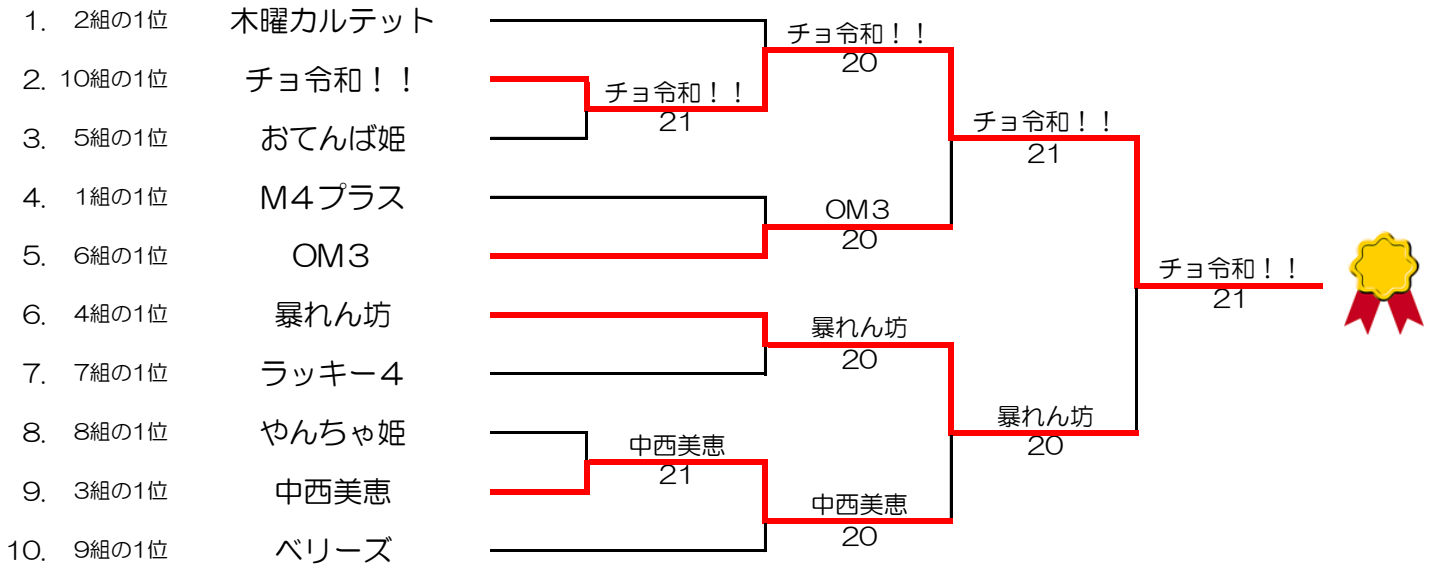 1. 2組の1位 木曜カルテット
2. 10組の1位 チョ令和！！
3. 5組の1位 おてんば姫
4. 1組の1位 M４プラス
5. 6組の1位 OM３
6. 4組の1位 暴れん坊
7. 7組の1位 ラッキー４
8. 8組の1位 やんちゃ姫
9. 3組の1位 中西美恵
10. 9組の1位 ベリーズ
チョ令和！！
21
中西美恵
21
チョ令和！！
20
OM３
20
暴れん坊
20
中西美恵
20
チョ令和！！
21
暴れん坊
20
チョ令和！！
21